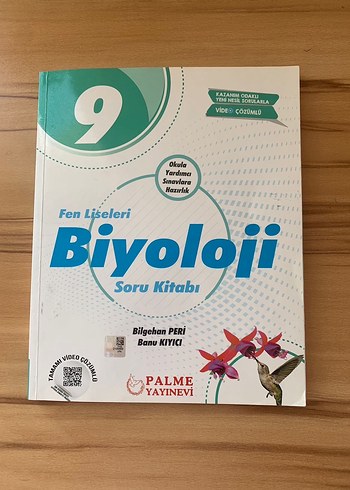 9
KAZANIM ODAKLI
YENİ NESİL SORULARLA
VİDEO ÇÖZÜMLÜ
Okula
Yardımcı
Sınavlara
Hazırlık
Fen Liseleri
Biyoloji
Soru Kitabı
Bilgehan PERİ
Banu KIYICI
TAMAMI VİDEO ÇÖZÜMLÜ
PALME
YAYINEVİ